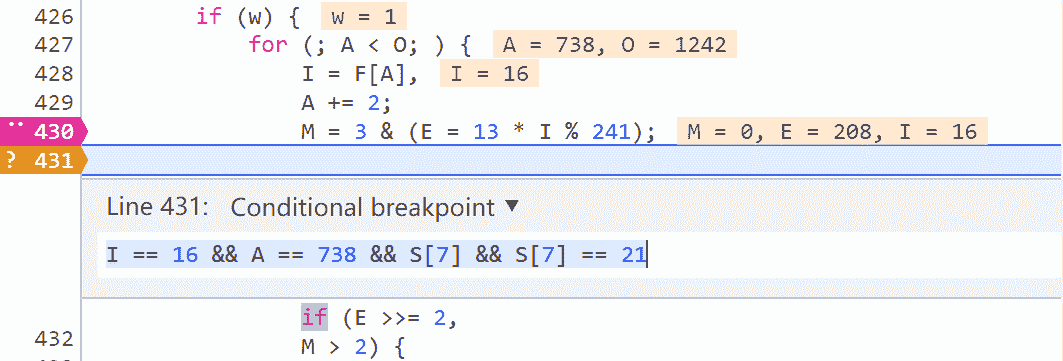 426 if (w) { w = 1
427 for (; A < O; ) { A = 738, O = 1242
428 I = F[A], I = 16
429 A += 2;
430 M = 3 & (E = 13 * I % 241); M = 0, E = 208, I = 16
? 431
Line 431: Conditional breakpoint ▼
I == 16 && A == 738 && S[7] && S[7] == 21
if (E >>= 2,
432 M > 2) {